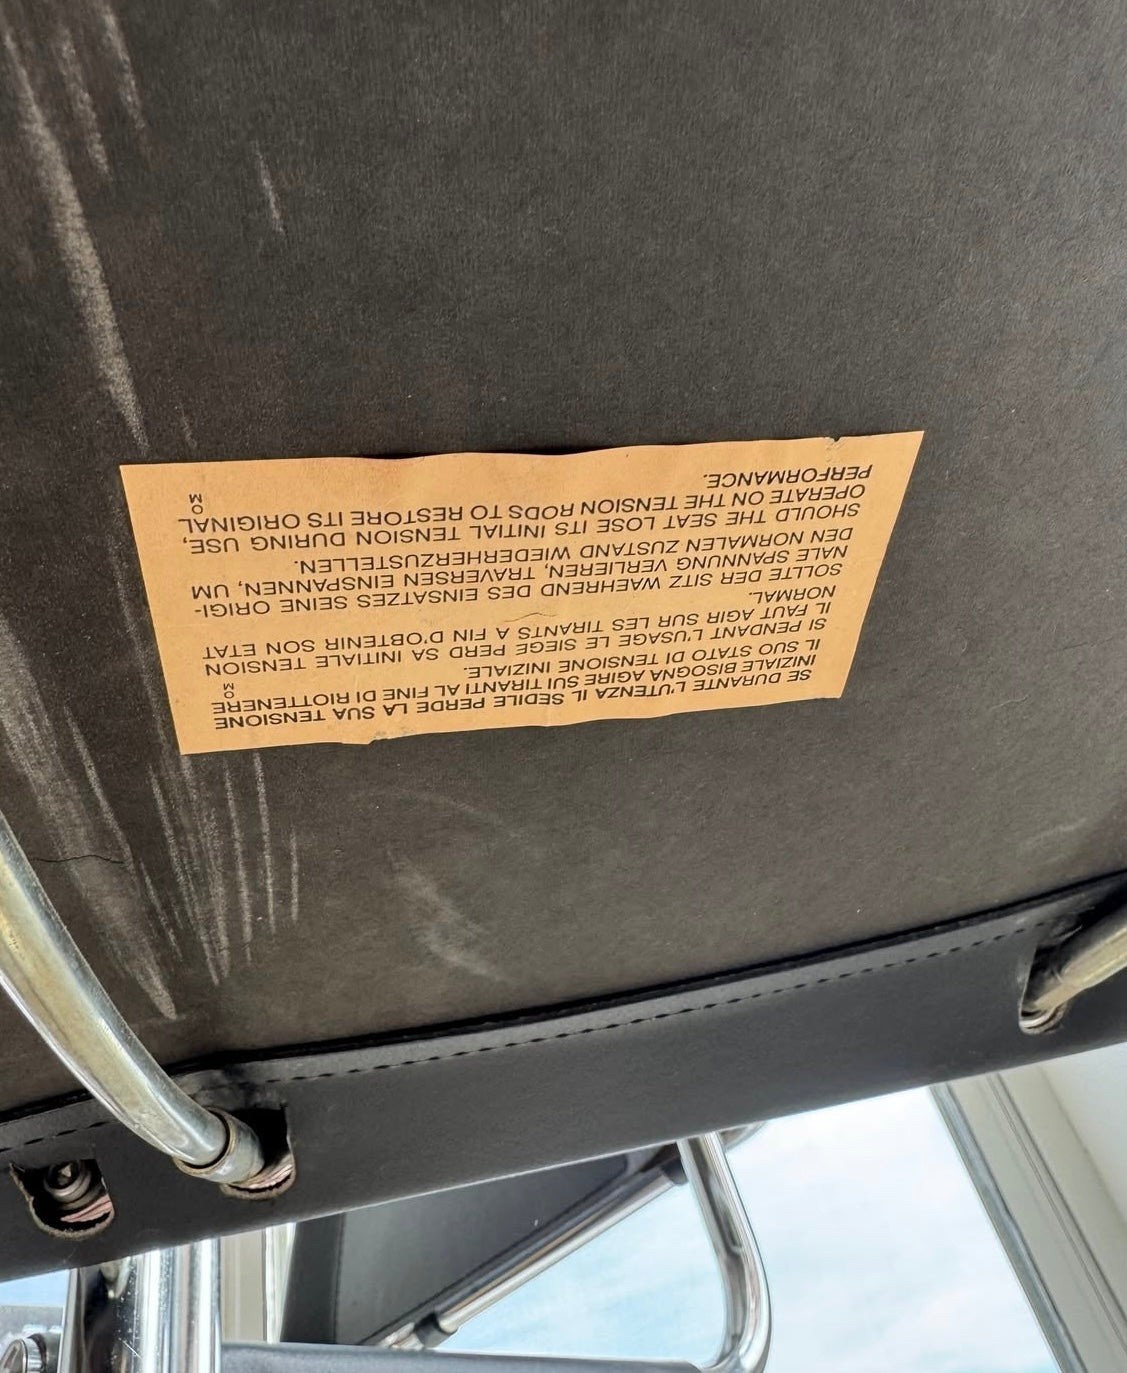 SE DURANTE L'UTENZA IL SEDILE PERDE LA SUA TENSIONE
INIZIALE BISOGNA AGIRE SUI TIRANTI AL FINE DI RIOTTENERE
IL SUO STATO DI TENSIONE INIZIALE.
MO
SI PENDANT L'USAGE LE SIEGE PERD SA INITIALE TENSION
IL FAUT AGIR SUR LES TIRANTS A FIN D'OBTENIR SON ETAT
NORMAL.
SOLLTE DER SITZ WAEHREND DES EINSATZES SEINE ORIGI-
NALE SPANNUNG VERLIEREN, TRAVERSEN EINSPANNEN, UM
DEN NORMALEN ZUSTAND WIEDERHERZUSTELLEN.
SHOULD THE SEAT LOSE ITS INITIAL TENSION DURING USE,
OPERATE ON THE TENSION RODS TO RESTORE ITS ORIGINAL
PERFORMANCE.
MO